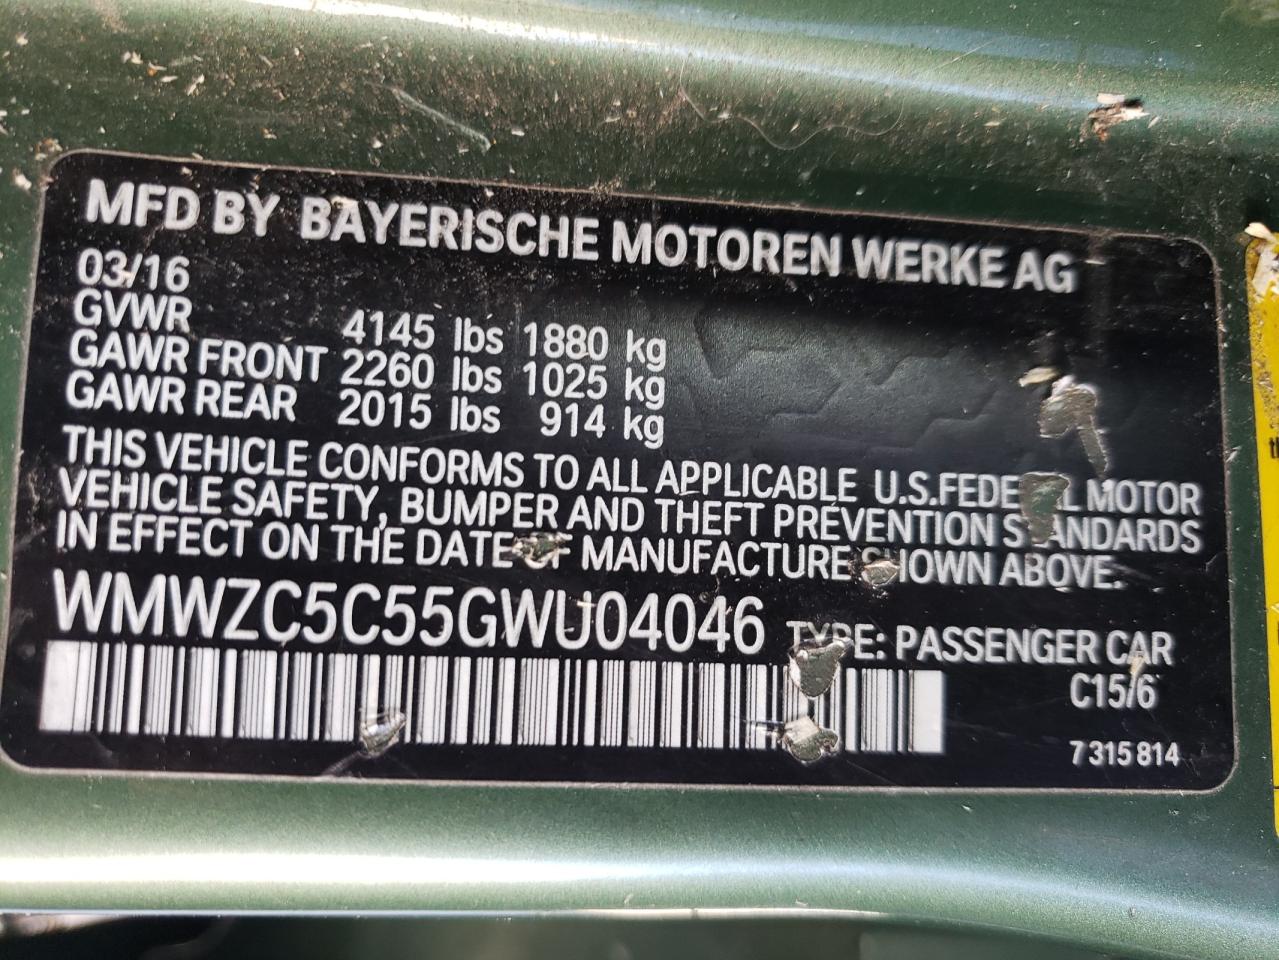 MFD BY BAYERISCHE MOTOREN WERKE AG
03/16
GVWR 4145 lbs 1880 kg
GAWR FRONT 2260 lbs 1025 kg
GAWR REAR 2015 lbs 914 kg
THIS VEHICLE CONFORMS TO ALL APPLICABLE U.S.FEDERAL MOTOR
VEHICLE SAFETY, BUMPER AND THEFT PREVENTION STANDARDS
IN EFFECT ON THE DATE OF MANUFACTURE SHOWN ABOVE.
WMWZC5C55GWU04046 TYPE: PASSENGER CAR
C15/6
7 315 814